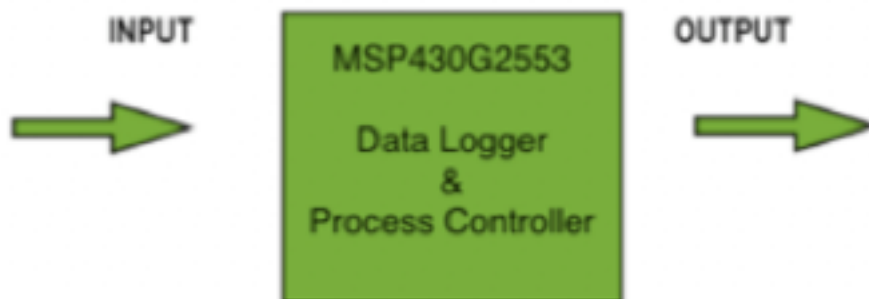 INPUT
MSP430G2553
OUTPUT
Data Logger
&
Process Controller